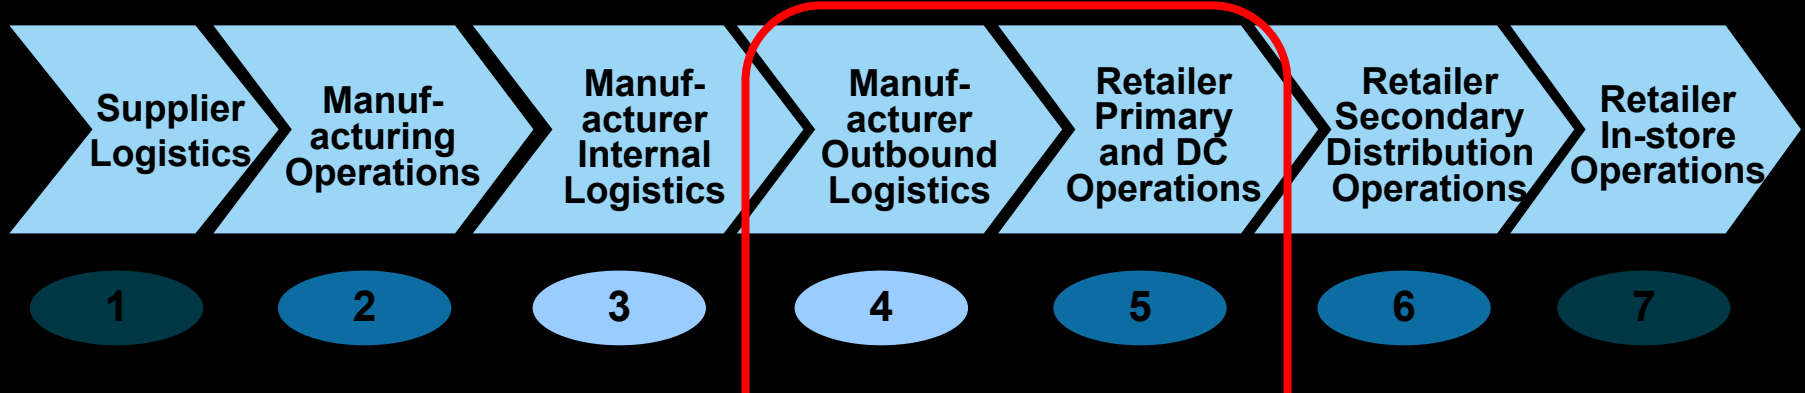 Supplier
Logistics
Manuf-
acturing
Operations
Manuf-
acturer
Internal
Logistics
Manuf-
acturer
Outbound
Logistics
Retailer
Primary
and DC
Operations
Retailer
Secondary
Distribution
Operations
Retailer
In-store
Operations
1
2
3
4
5
6
7